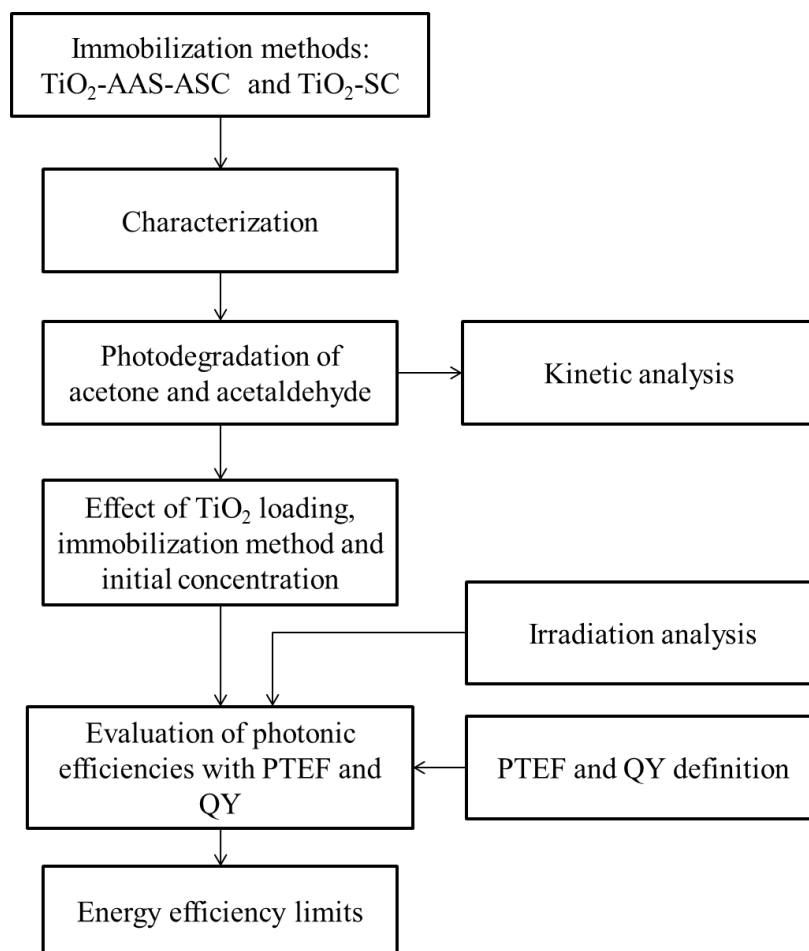 Immobilization methods:
TiO₂-AAS-ASC and TiO₂-SC
Characterization
Photodegradation of
acetone and acetaldehyde
Kinetic analysis
Effect of TiO₂ loading,
immobilization method and
initial concentration
Irradiation analysis
Evaluation of photonic
efficiencies with PTEF and
QY
PTEF and QY definition
Energy efficiency limits